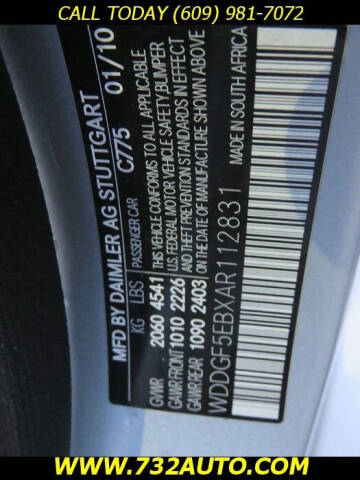 CALL TODAY (609) 981-7072
MFD BY DAIMLER AG STUTTGART
PASSENGER CAR C775 01/10
KG LBS THIS VEHICLE CONFORMS TO ALL APPLICABLE
GVWR 2060 4541 U.S. FEDERAL MOTOR VEHICLE SAFETY, BUMPER
GAWR FRONT 1010 2226 AND THEFT PREVENTION STANDARDS IN EFFECT
GAWR REAR 1090 2403 ON THE DATE OF MANUFACTURE SHOWN ABOVE
WDDGF5EBXAR112831 MADE IN SOUTH AFRICA
WWW.732AUTO.COM